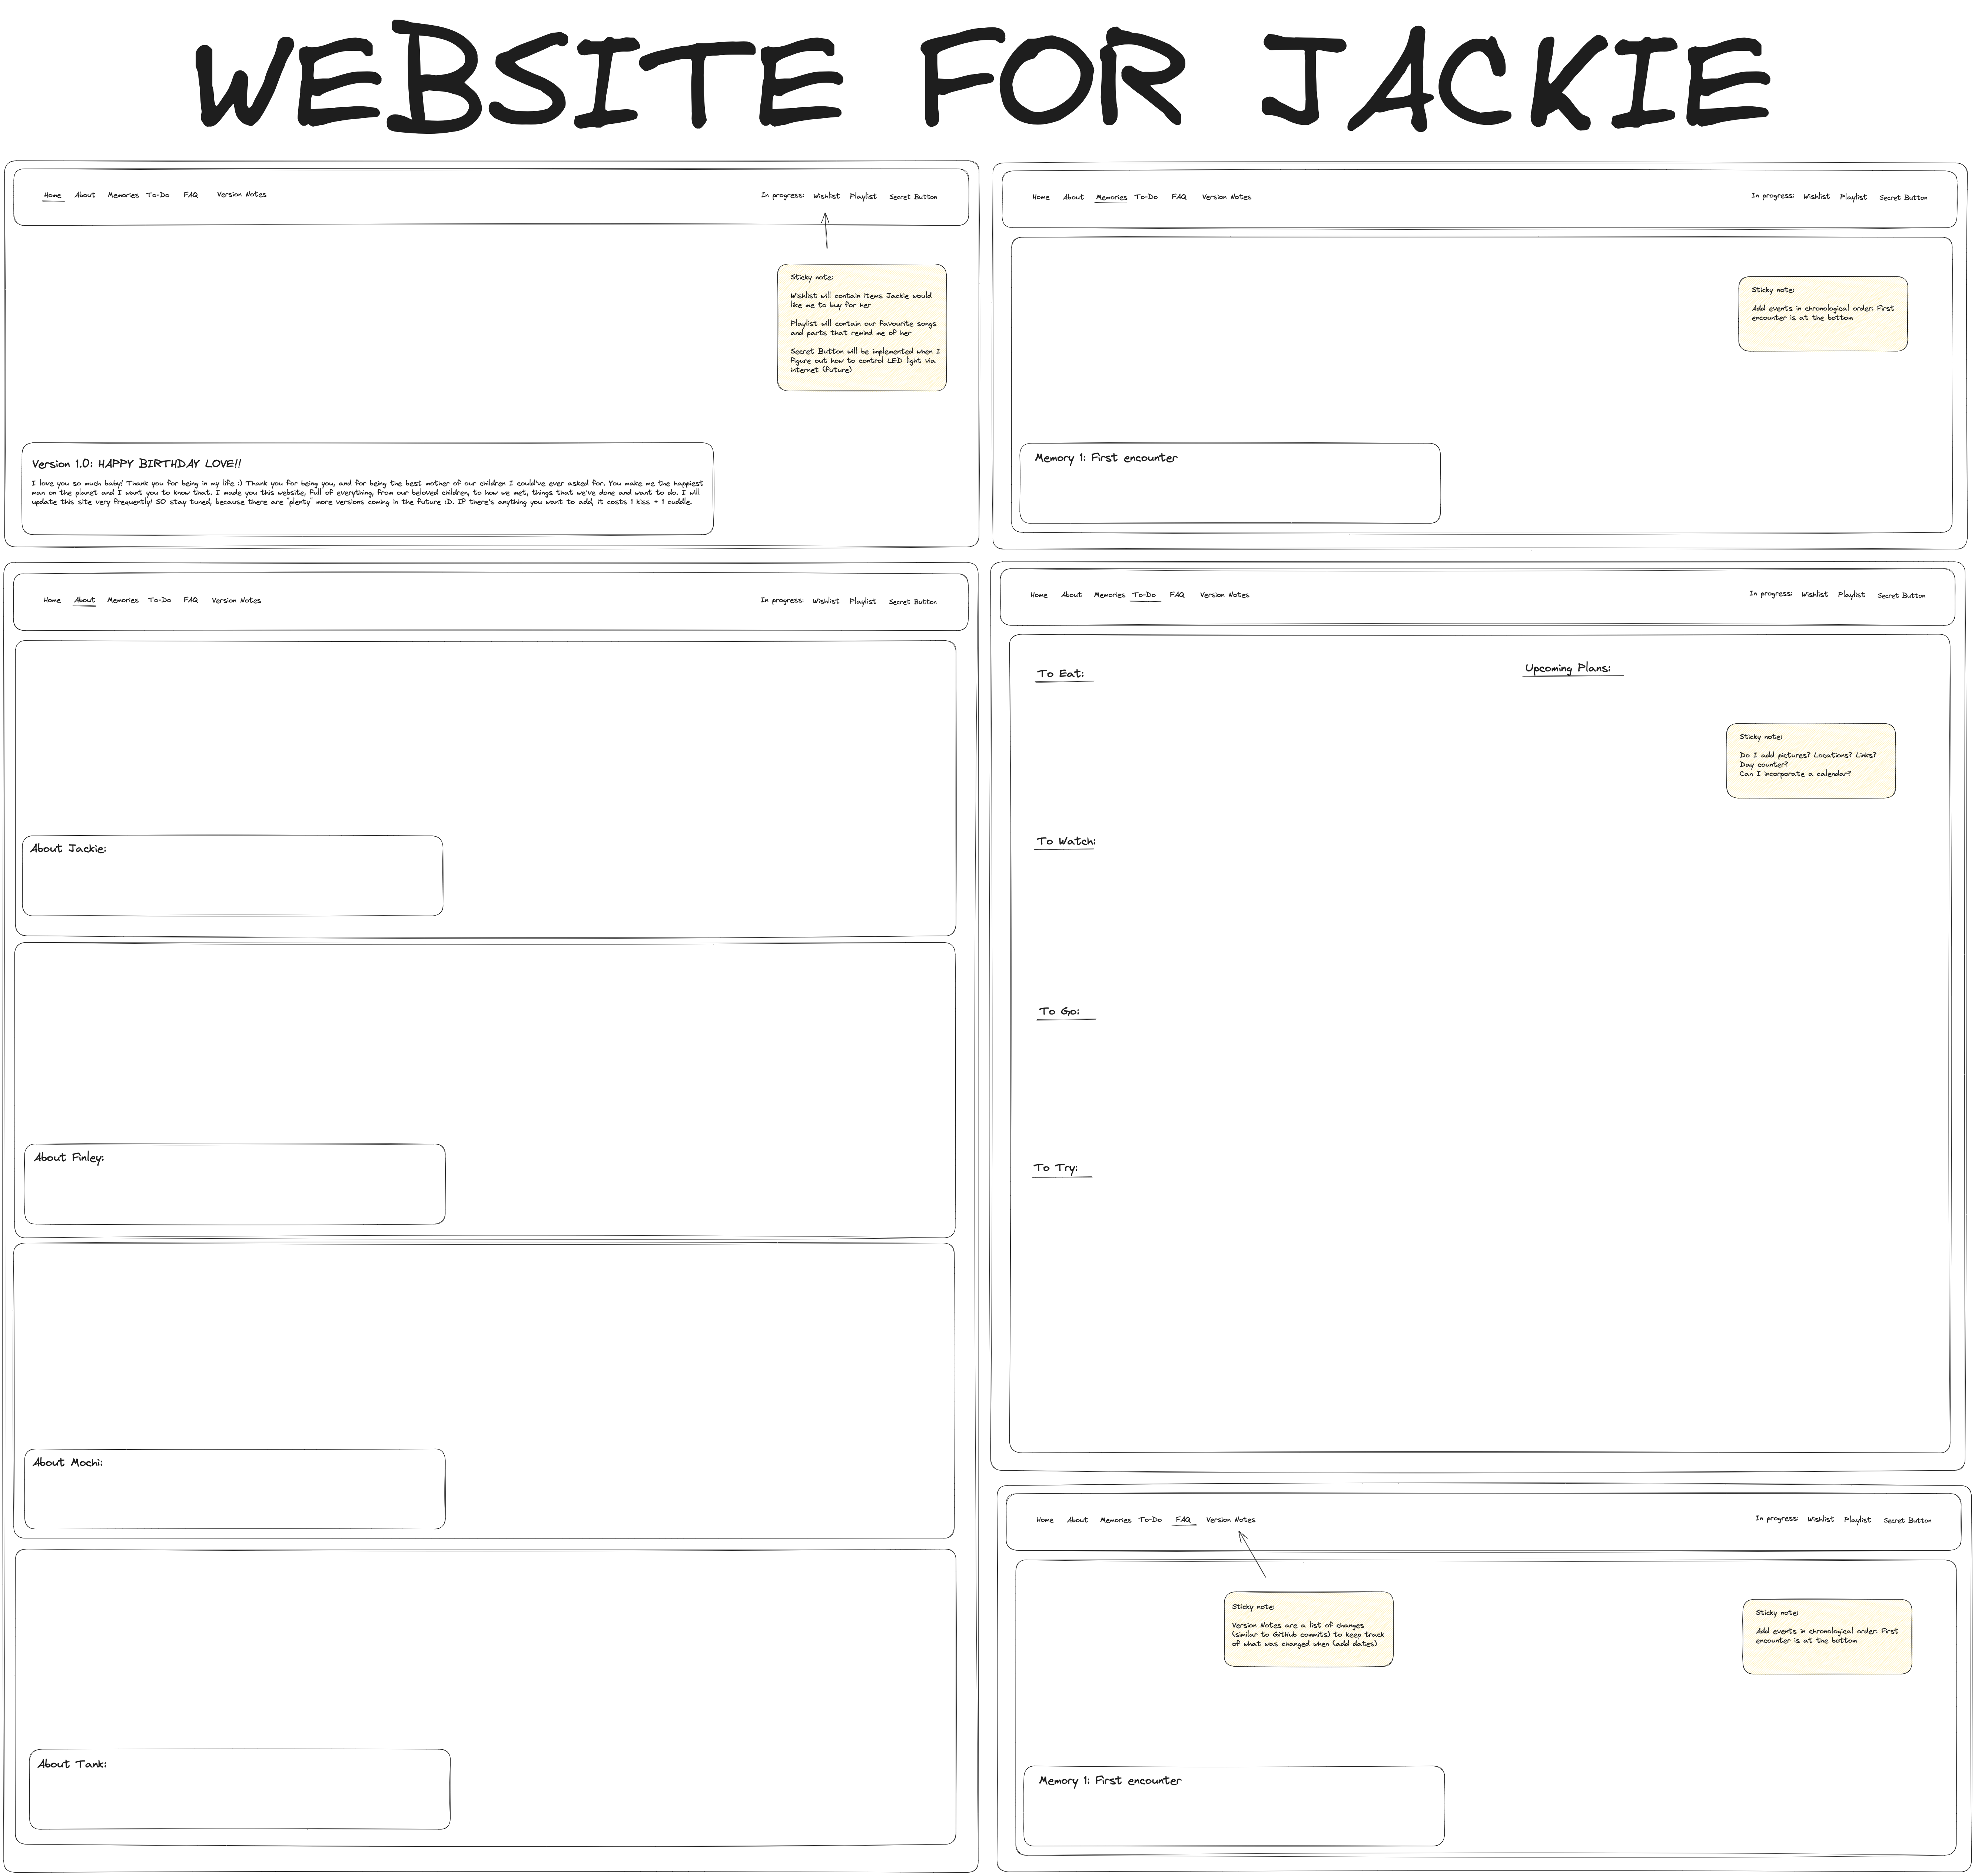 WEBSITE FOR JACKIE
Home About Memories To-Do FAQ Version Notes In progress: Wishlist Playlist Secret Button
Sticky note:
Wishlist will contain items Jackie would
like me to buy for her
Playlist will contain our favourite songs
and parts that remind me of her
Secret Button will be implemented when I
figure out how to control LED light via
internet (future)
Version 1.0: HAPPY BIRTHDAY LOVE!!
I love you so much baby! Thank you for being in my life :) Thank you for being you, and for being the best mother of our children I could've ever asked for. You make me the happiest
man on the planet and I want you to know that. I made you this website, full of everything, from our beloved children, to how we met, things that we've done and want to do. I will
update this site very frequently! SO stay tuned, because there are "plenty" more versions coming in the future :D. If there's anything you want to add, it costs 1 kiss + 1 cuddle.
Home About Memories To-Do FAQ Version Notes In progress: Wishlist Playlist Secret Button
Sticky note:
Add events in chronological order: First
encounter is at the bottom
Memory 1: First encounter
Home About Memories To-Do FAQ Version Notes In progress: Wishlist Playlist Secret Button
About Jackie:
About Finley:
About Mochi:
About Tank:
Home About Memories To-Do FAQ Version Notes In progress: Wishlist Playlist Secret Button
To Eat:
Upcoming Plans:
Sticky note:
Do I add pictures? Locations? Links?
Day counter?
Can I incorporate a calendar?
To Watch:
To Go:
To Try:
Home About Memories To-Do FAQ Version Notes In progress: Wishlist Playlist Secret Button
Sticky note:
Version Notes are a list of changes
(similar to GitHub commits) to keep track
of what was changed when (add dates)
Sticky note:
Add events in chronological order: First
encounter is at the bottom
Memory 1: First encounter